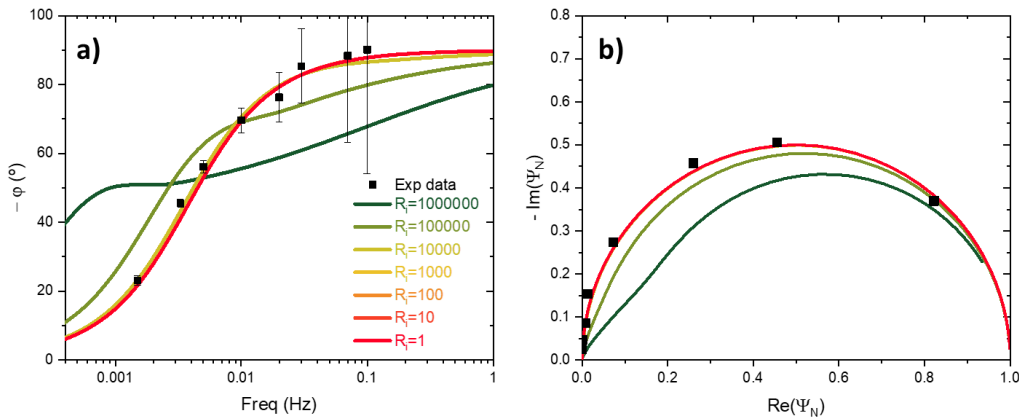 a)
100
80
60
40
20
0
− φ (°)
Exp data
Ri=1000000
Ri=100000
Ri=10000
Ri=1000
Ri=100
Ri=10
Ri=1
0.001
0.01
0.1
1
Freq (Hz)
b)
0.8
0.7
0.6
0.5
0.4
0.3
0.2
0.1
0.0
- Im(ΨN)
0.0
0.2
0.4
0.6
0.8
1.0
Re(ΨN)